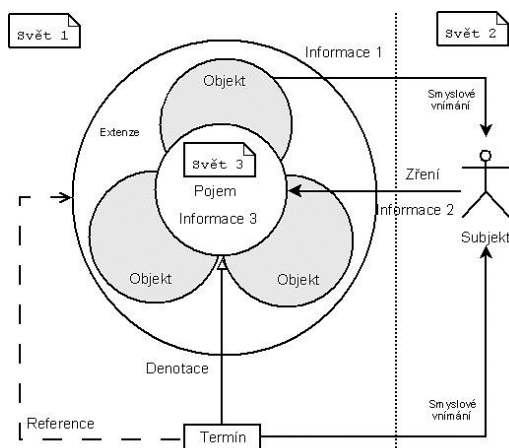 Svět 1
Svět 2
Informace 1
Objekt
Smyslové
vnímání
Extenze
Svět 3
Zření
Pojem
Informace 3
Informace 2
Subjekt
Objekt
Objekt
Denotace
Smyslové
vnímání
Reference
Termín